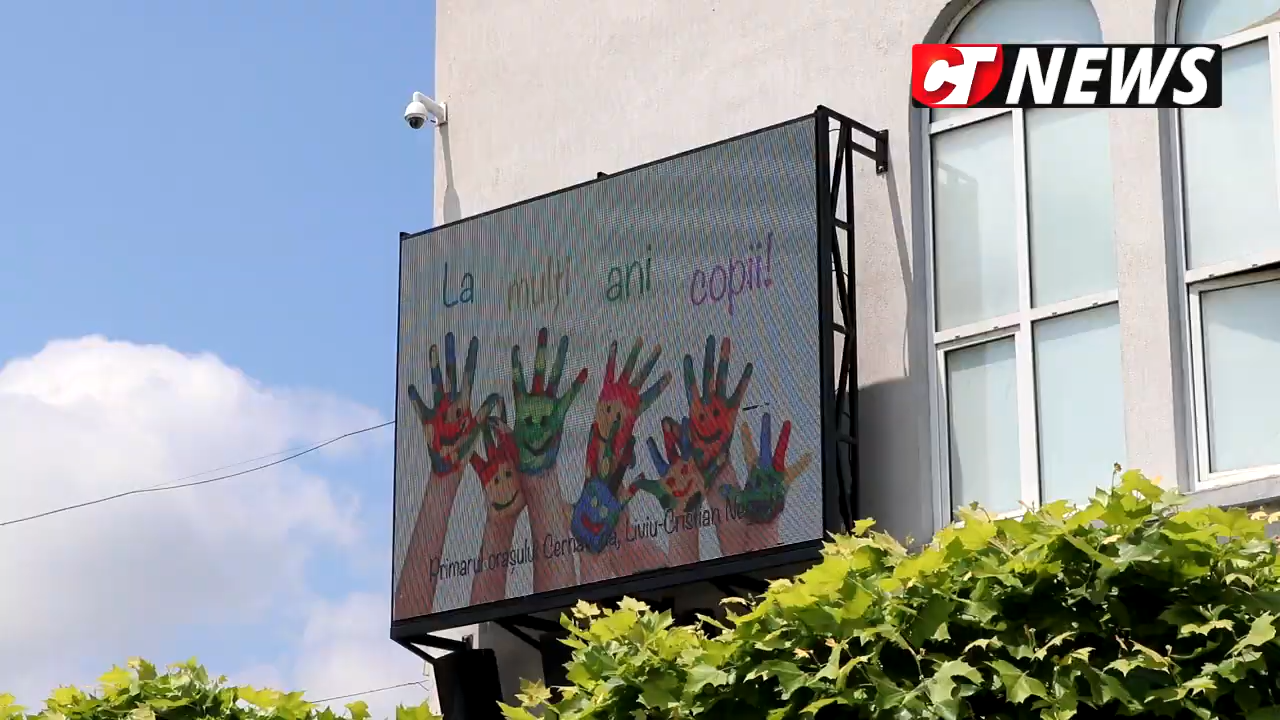 CT NEWS
La mulți ani copii!
Primarul orașului Cernavodă, Liviu-Cristian